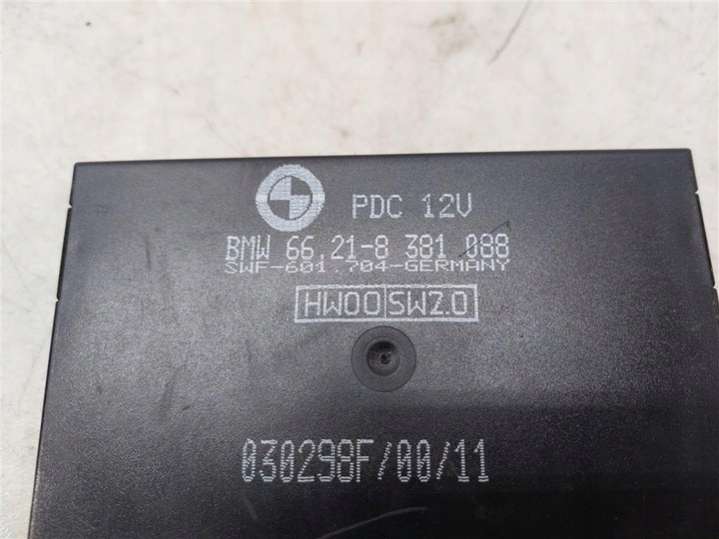 PDC 12V
BMW 66.21-8 381 088
SWF-601.704-GERMANY
HW00 SW2.0
030298F/00/11